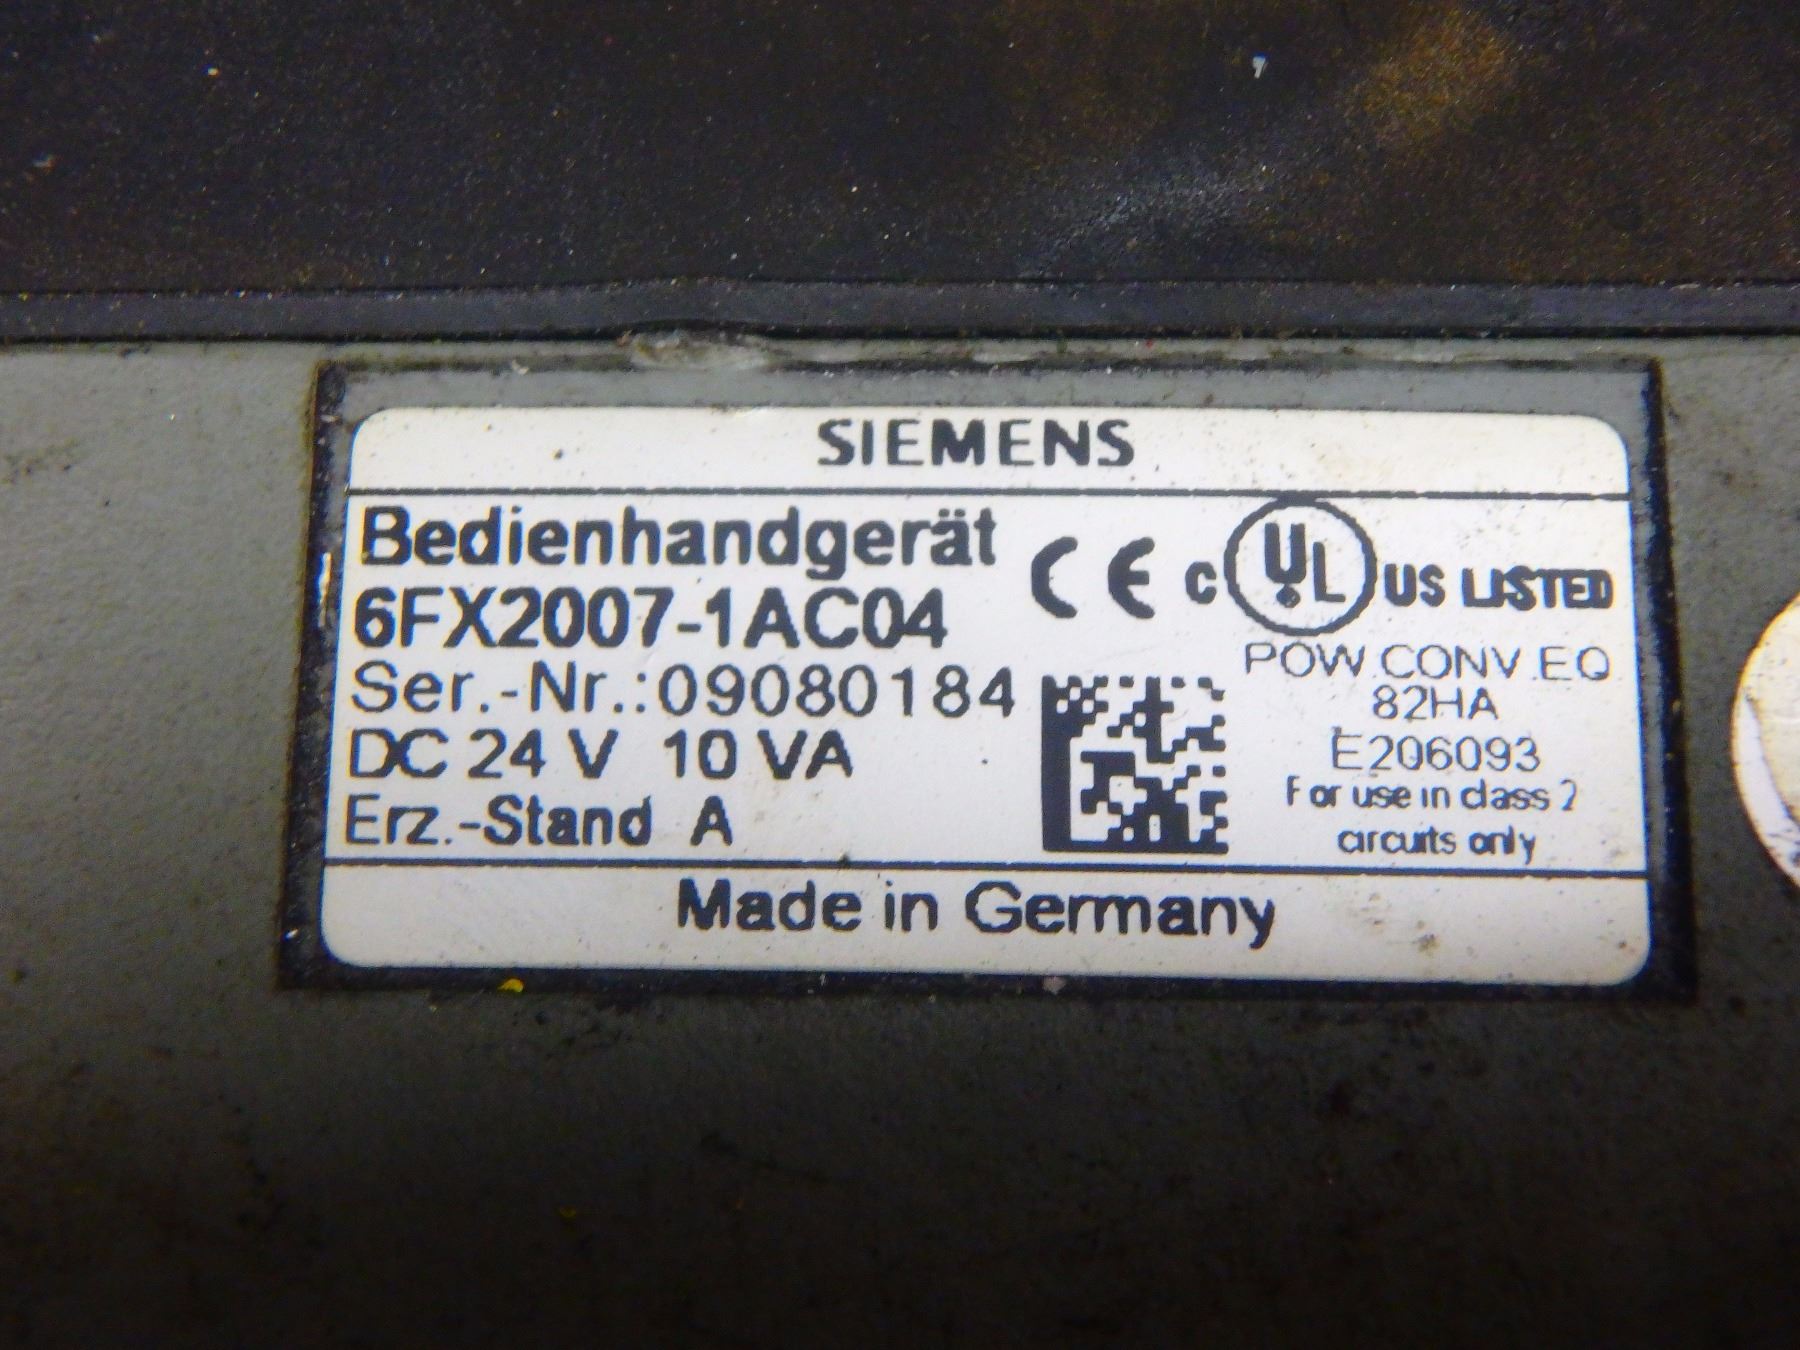 SIEMENS
Bedienhandgerät
6FX2007-1AC04
Ser.-Nr.:09080184
DC 24 V 10 VA
Erz.-Stand A
CE c UL US LISTED
POW.CONV.EQ.
82HA
E206093
For use in class 2
circuits only
Made in Germany